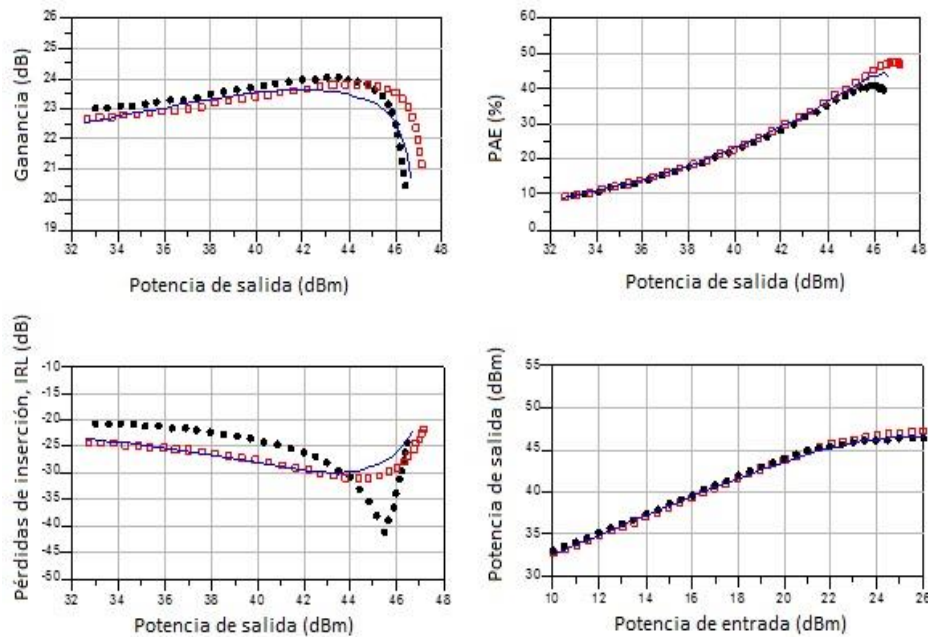 Ganancia (dB)
26
25
24
23
22
21
20
19
32 34 36 38 40 42 44 46 48
Potencia de salida (dBm)
PAE (%)
60
50
40
30
20
10
0
32 34 36 38 40 42 44 46 48
Potencia de salida (dBm)
Pérdidas de inserción, IRL (dB)
-10
-15
-20
-25
-30
-35
-40
-45
-50
32 34 36 38 40 42 44 46 48
Potencia de salida (dBm)
Potencia de salida (dBm)
55
50
45
40
35
30
10 12 14 16 18 20 22 24 26
Potencia de entrada (dBm)